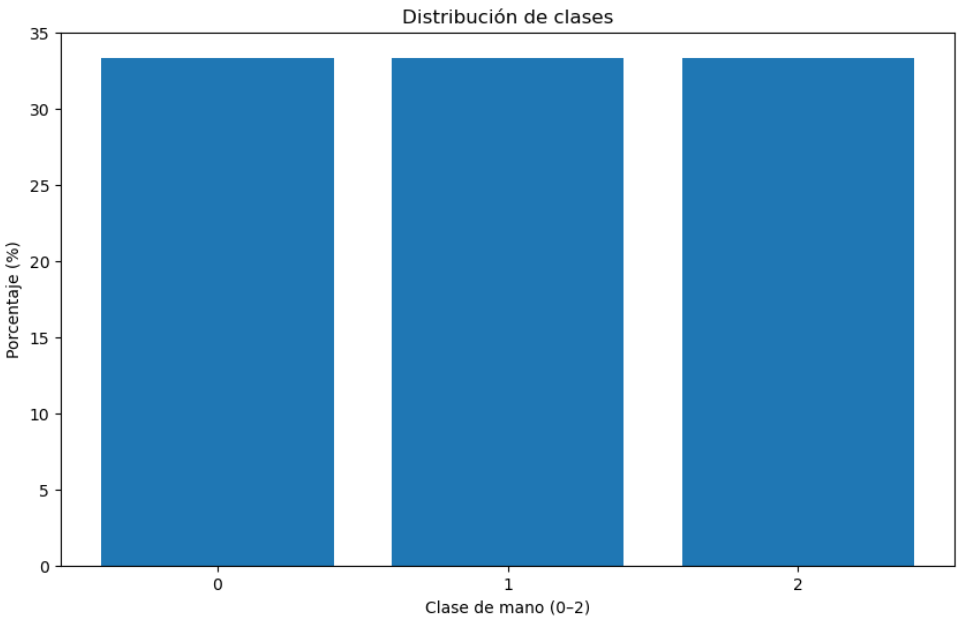 Distribución de clases
35
30
25
20
15
10
5
0
Porcentaje (%)
0 1 2
Clase de mano (0–2)